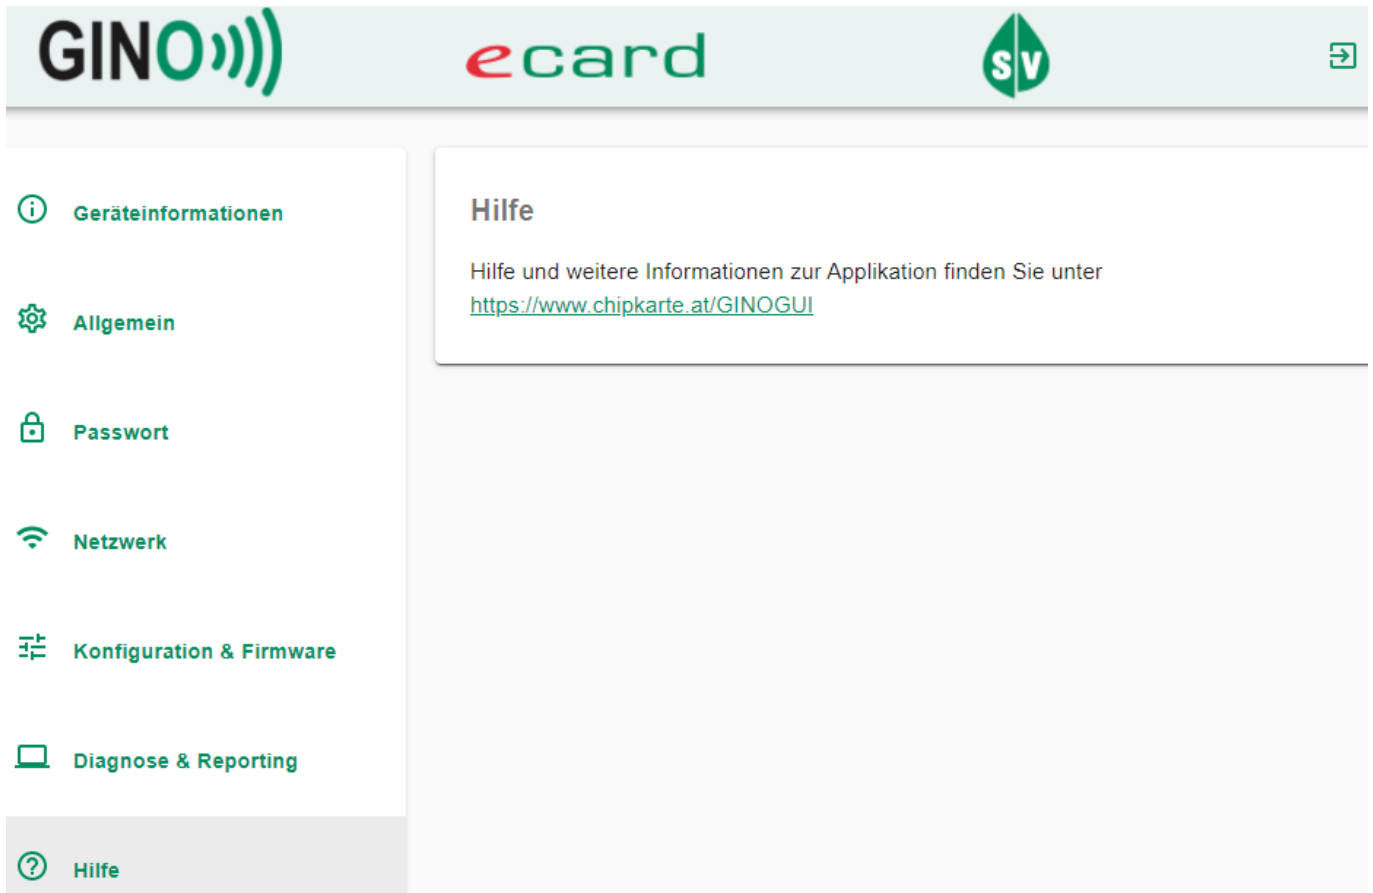 GINO
ecard
SV
Geräteinformationen
Allgemein
Passwort
Netzwerk
Konfiguration & Firmware
Diagnose & Reporting
Hilfe
Hilfe
Hilfe und weitere Informationen zur Applikation finden Sie unter
https://www.chipkarte.at/GINOGUI